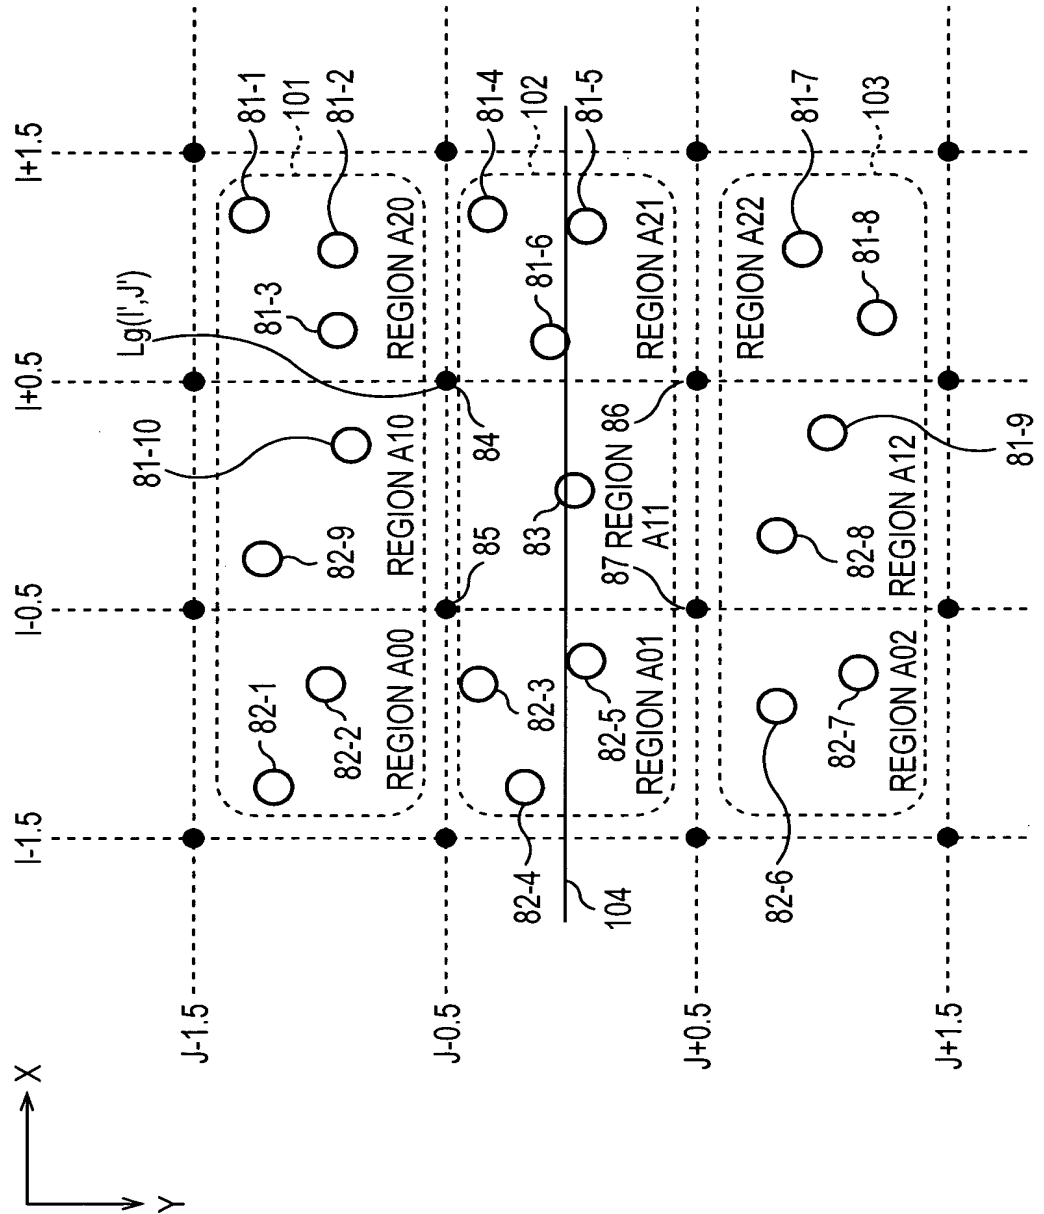 X
Y
I-1.5
I-0.5
I+0.5
I+1.5
J-1.5
J-0.5
J+0.5
J+1.5
Lg(I',J')
82-1
82-2
82-9
81-10
81-3
81-1
101
81-2
REGION A00
REGION A10
REGION A20
85
84
82-3
82-4
82-5
83
81-6
81-4
102
81-5
104
REGION A01
87
REGION
A11
86
REGION A21
82-6
82-7
82-8
81-9
81-7
81-8
103
REGION A02
REGION A12
REGION A22